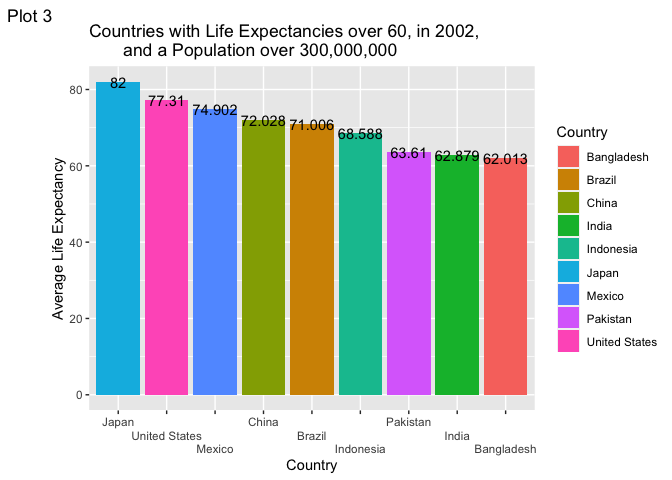 Plot 3
Countries with Life Expectancies over 60, in 2002,
and a Population over 300,000,000
Average Life Expectancy
80
60
40
20
0
82
77.31
74.902
72.028
71.006
68.588
63.61
62.879
62.013
Japan
United States
Mexico
China
Brazil
Indonesia
Pakistan
India
Bangladesh
Country
Country
Bangladesh
Brazil
China
India
Indonesia
Japan
Mexico
Pakistan
United States